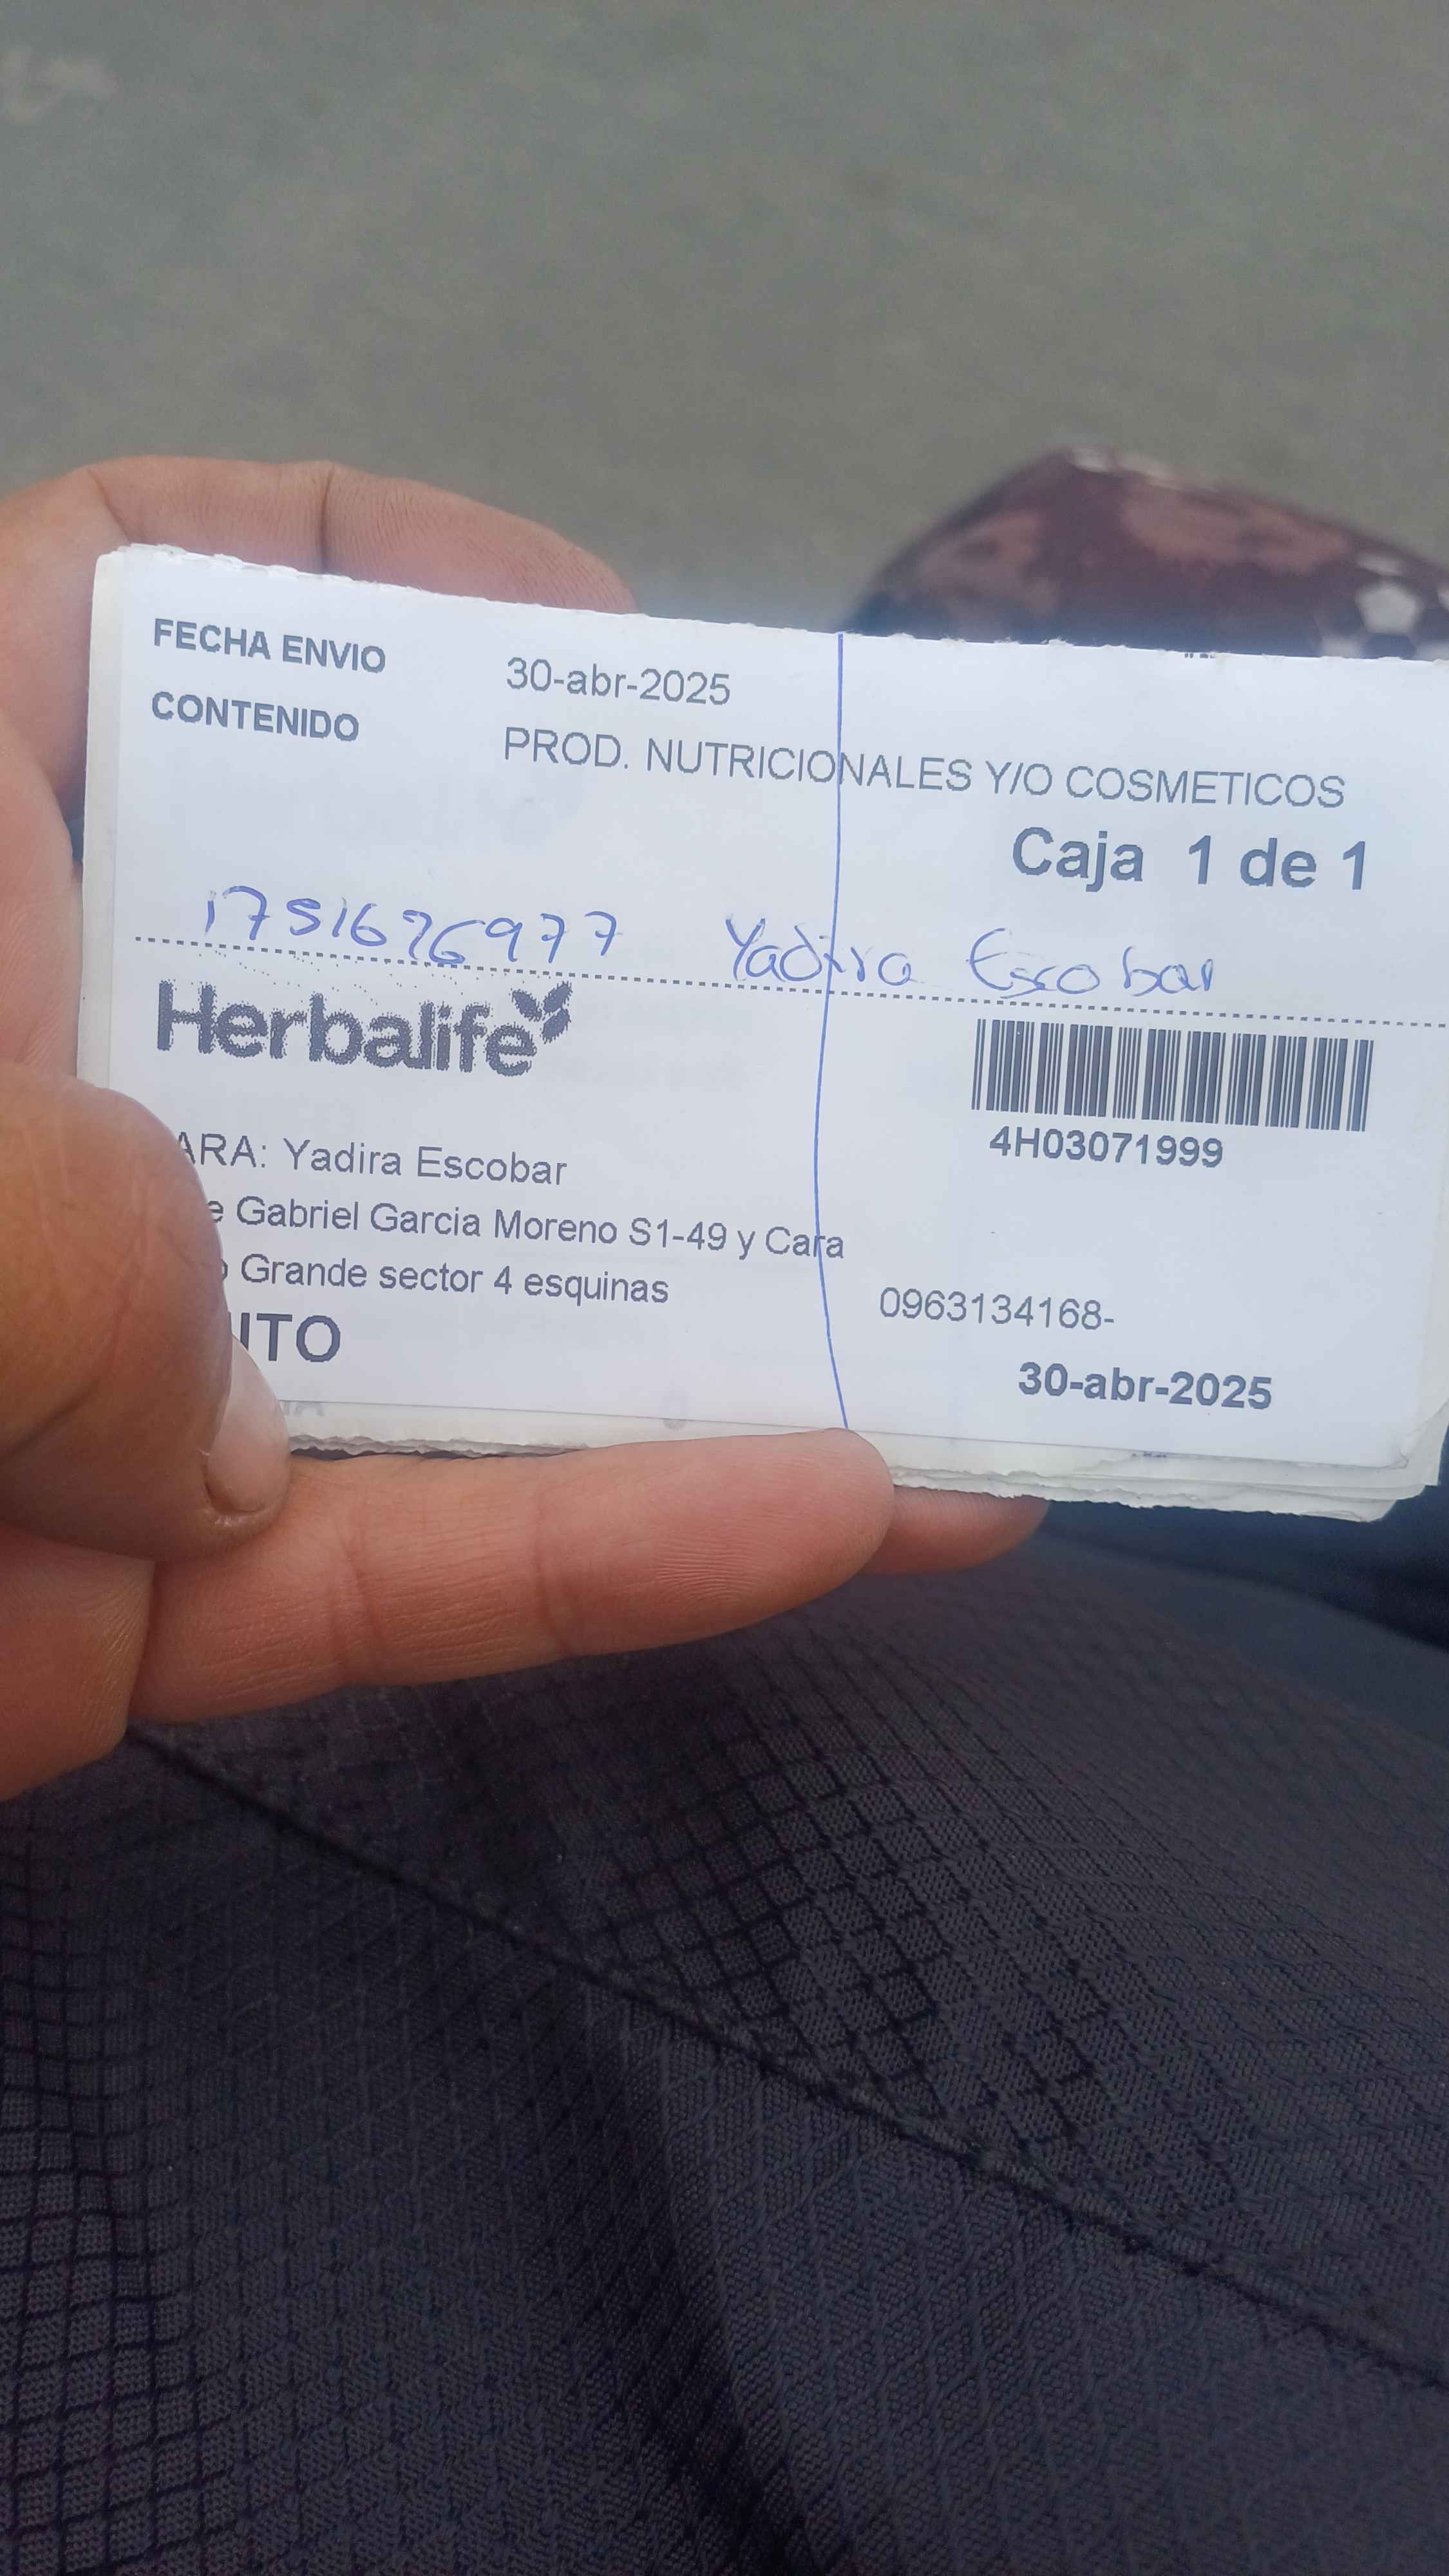 FECHA ENVIO 30-abr-2025
CONTENIDO PROD. NUTRICIONALES Y/O COSMETICOS
Caja 1 de 1
Yadira Escobar
Herbalife
4H03071999
ARA: Yadira Escobar
e Gabriel Garcia Moreno S1-49 y Cara
Grande sector 4 esquinas
0963134168-
ITO
30-abr-2025